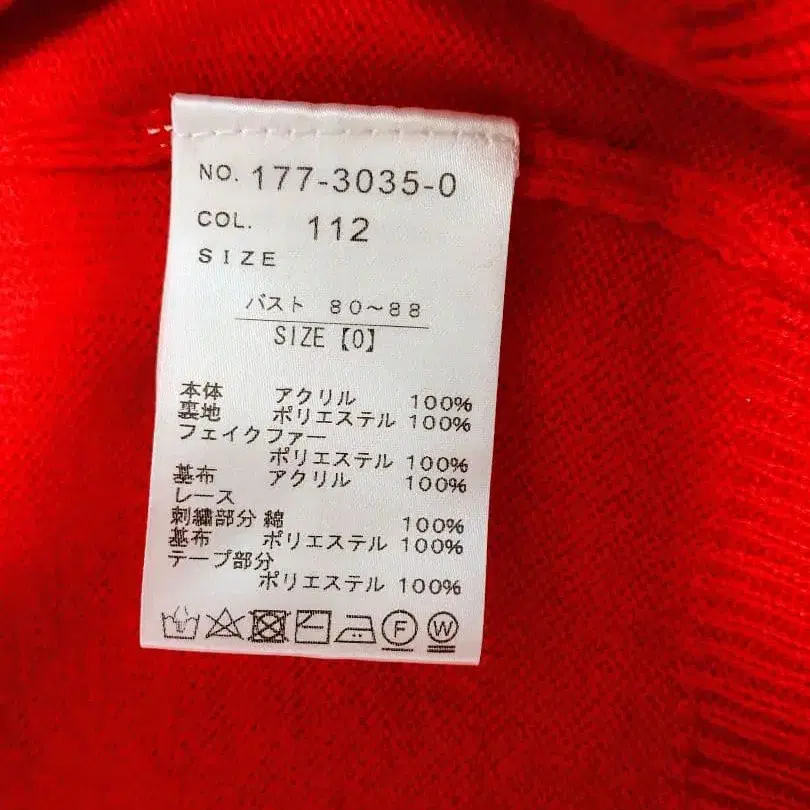 NO. 177-3035-0
COL. 112
SIZE
バスト 80～88
SIZE【0】
本体 アクリル 100%
裏地 ポリエステル 100%
フェイクファー
ポリエステル 100%
基布 アクリル 100%
レース
刺繍部分 綿 100%
基布 ポリエステル 100%
テープ部分
ポリエステル 100%
F W